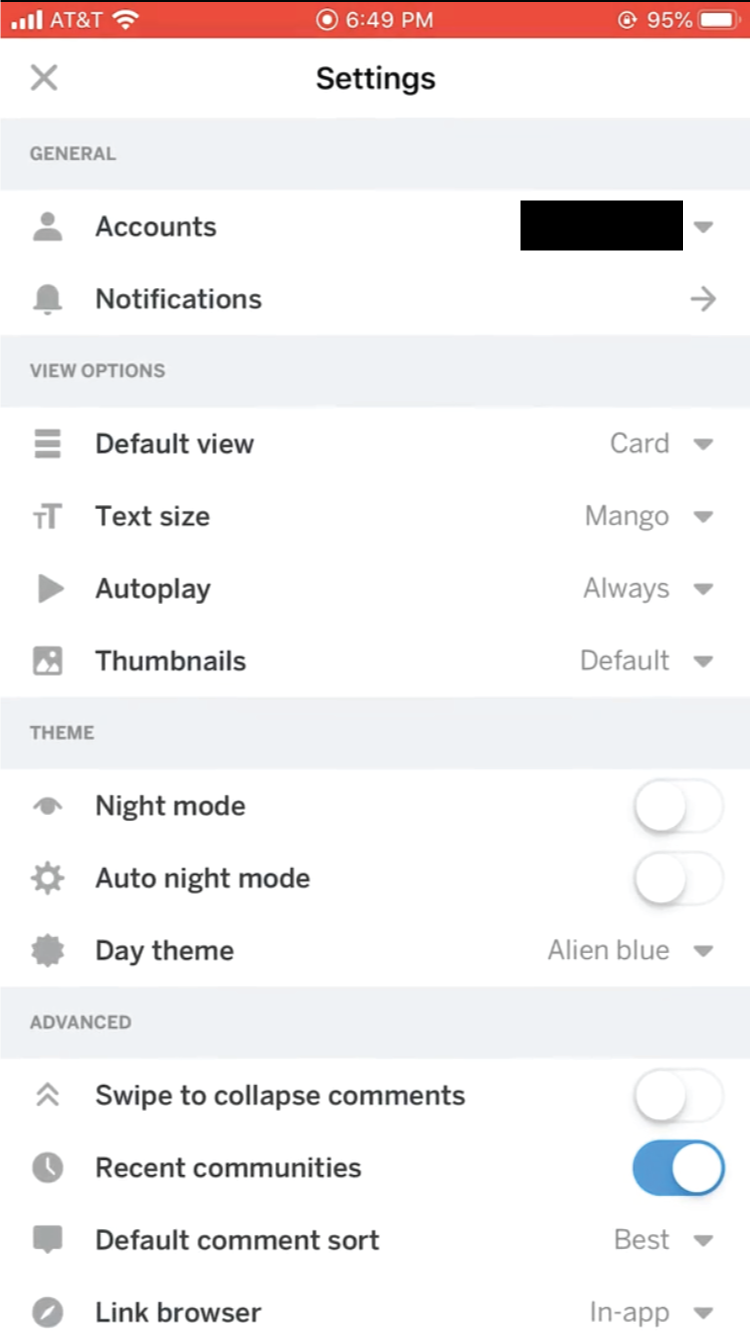 AT&T 6:49 PM 95%
Settings
GENERAL
Accounts
Notifications
VIEW OPTIONS
Default view Card
Text size Mango
Autoplay Always
Thumbnails Default
THEME
Night mode
Auto night mode
Day theme Alien blue
ADVANCED
Swipe to collapse comments
Recent communities
Default comment sort Best
Link browser In-app